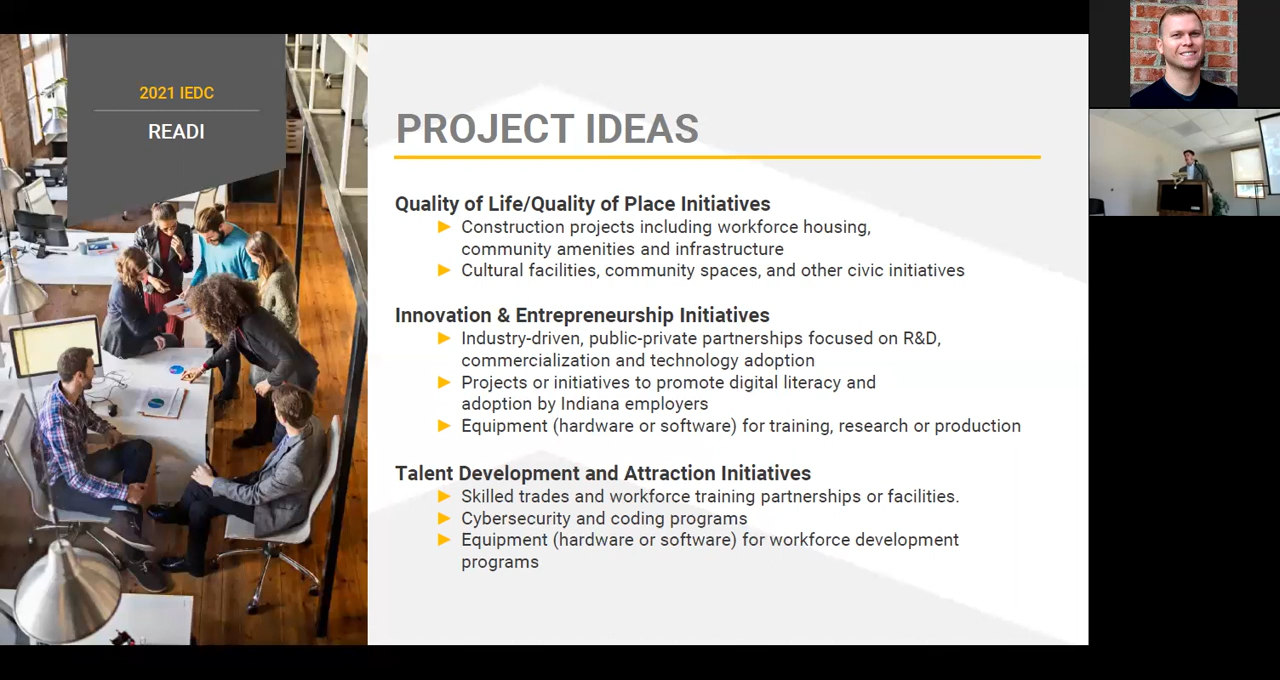 2021 IEDC
READI
PROJECT IDEAS
Quality of Life/Quality of Place Initiatives
Construction projects including workforce housing,
community amenities and infrastructure
Cultural facilities, community spaces, and other civic initiatives
Innovation & Entrepreneurship Initiatives
Industry-driven, public-private partnerships focused on R&D,
commercialization and technology adoption
Projects or initiatives to promote digital literacy and
adoption by Indiana employers
Equipment (hardware or software) for training, research or production
Talent Development and Attraction Initiatives
Skilled trades and workforce training partnerships or facilities.
Cybersecurity and coding programs
Equipment (hardware or software) for workforce development
programs